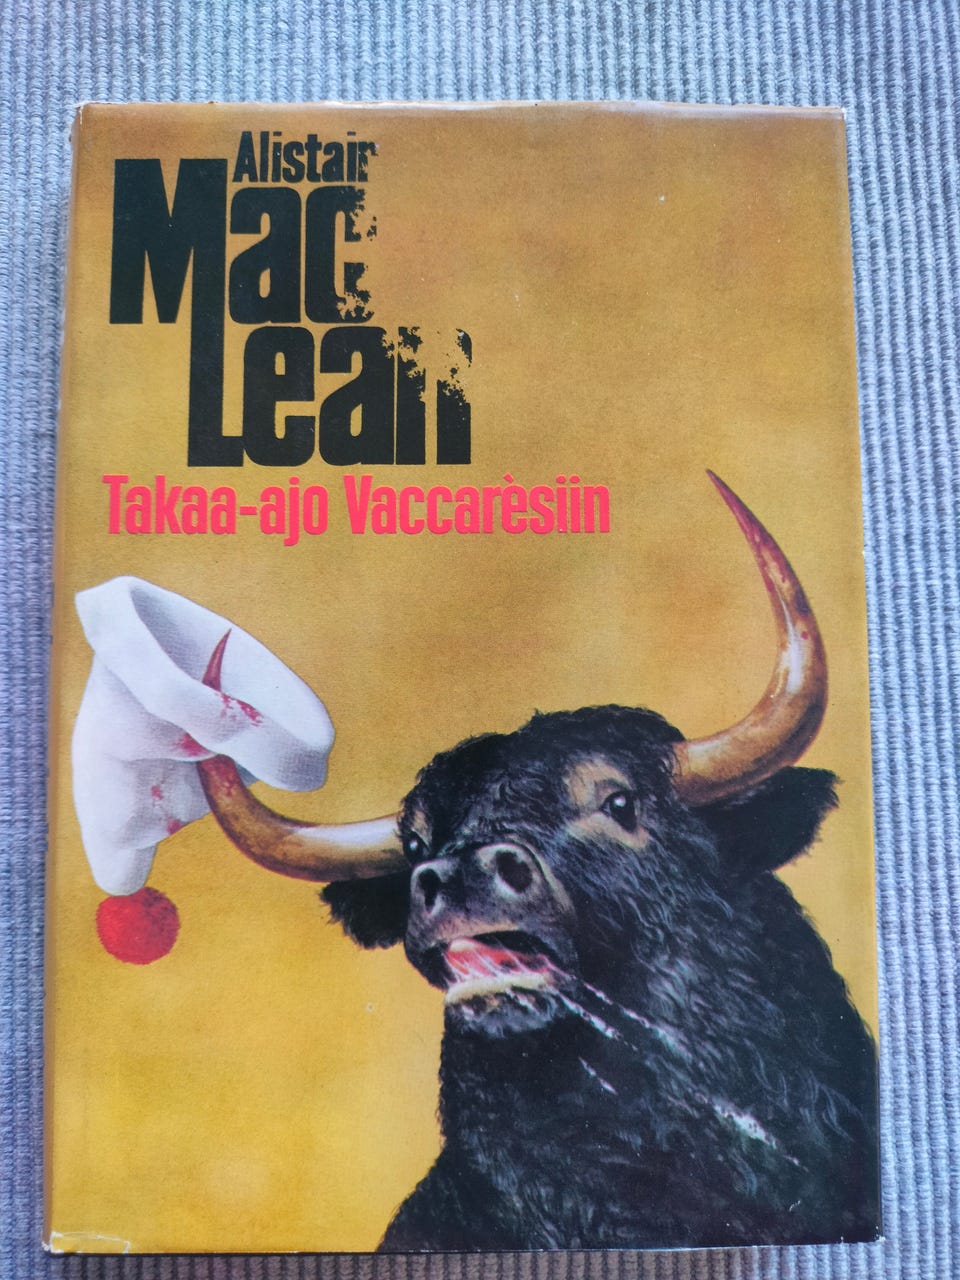 Alistair
Mac
Lean
Takaa-ajo Vaccarèsiin